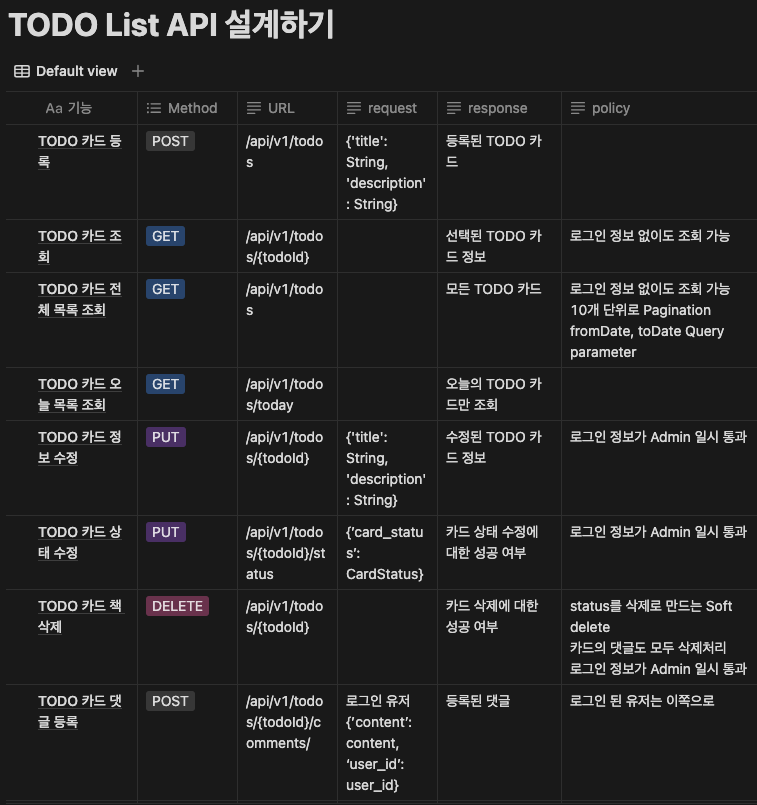 TODO List API 설계하기
Default view +
Aa 기능 Method URL request response policy
TODO 카드 등
록
POST
/api/v1/todo
s
{'title':
String,
'description'
: String}
등록된 TODO 카
드
TODO 카드 조
회
GET
/api/v1/todo
s/{todoId}
선택된 TODO 카
드 정보
로그인 정보 없이도 조회 가능
TODO 카드 전
체 목록 조회
GET
/api/v1/todo
s
모든 TODO 카드
로그인 정보 없이도 조회 가능
10개 단위로 Pagination
fromDate, toDate Query
parameter
TODO 카드 오
늘 목록 조회
GET
/api/v1/todo
s/today
오늘의 TODO 카
드만 조회
TODO 카드 정
보 수정
PUT
/api/v1/todo
s/{todoId}
{'title':
String,
'description'
: String}
수정된 TODO 카
드 정보
로그인 정보가 Admin 일시 통과
TODO 카드 상
태 수정
PUT
/api/v1/todo
s/{todoId}/st
atus
{‘card_statu
s’:
CardStatus}
카드 상태 수정에
대한 성공 여부
로그인 정보가 Admin 일시 통과
TODO 카드 책
삭제
DELETE
/api/v1/todo
s/{todoId}
카드 삭제에 대한
성공 여부
status를 삭제로 만드는 Soft
delete
카드의 댓글도 모두 삭제처리
로그인 정보가 Admin 일시 통과
TODO 카드 댓
글 등록
POST
/api/v1/todo
s/{todoId}/c
omments/
로그인 유저
{‘content’:
content,
‘user_id’:
user_id}
등록된 댓글
로그인 된 유저는 이쪽으로